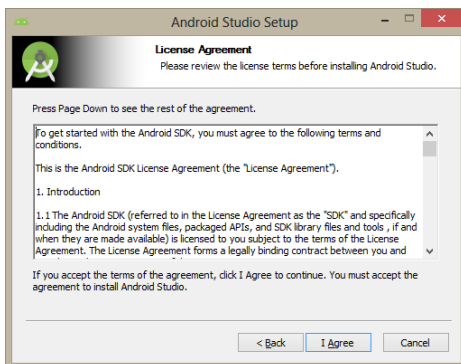 Android Studio Setup
License Agreement
Please review the license terms before installing Android Studio.
Press Page Down to see the rest of the agreement.
To get started with the Android SDK, you must agree to the following terms and
conditions.
This is the Android SDK License Agreement (the "License Agreement").
1. Introduction
1.1 The Android SDK (referred to in the License Agreement as the "SDK" and specifically
including the Android system files, packaged APIs, and SDK library files and tools , if and
when they are made available) is licensed to you subject to the terms of the License
Agreement. The License Agreement forms a legally binding contract between you and
If you accept the terms of the agreement, click I Agree to continue. You must accept the
agreement to install Android Studio.
< Back I Agree Cancel